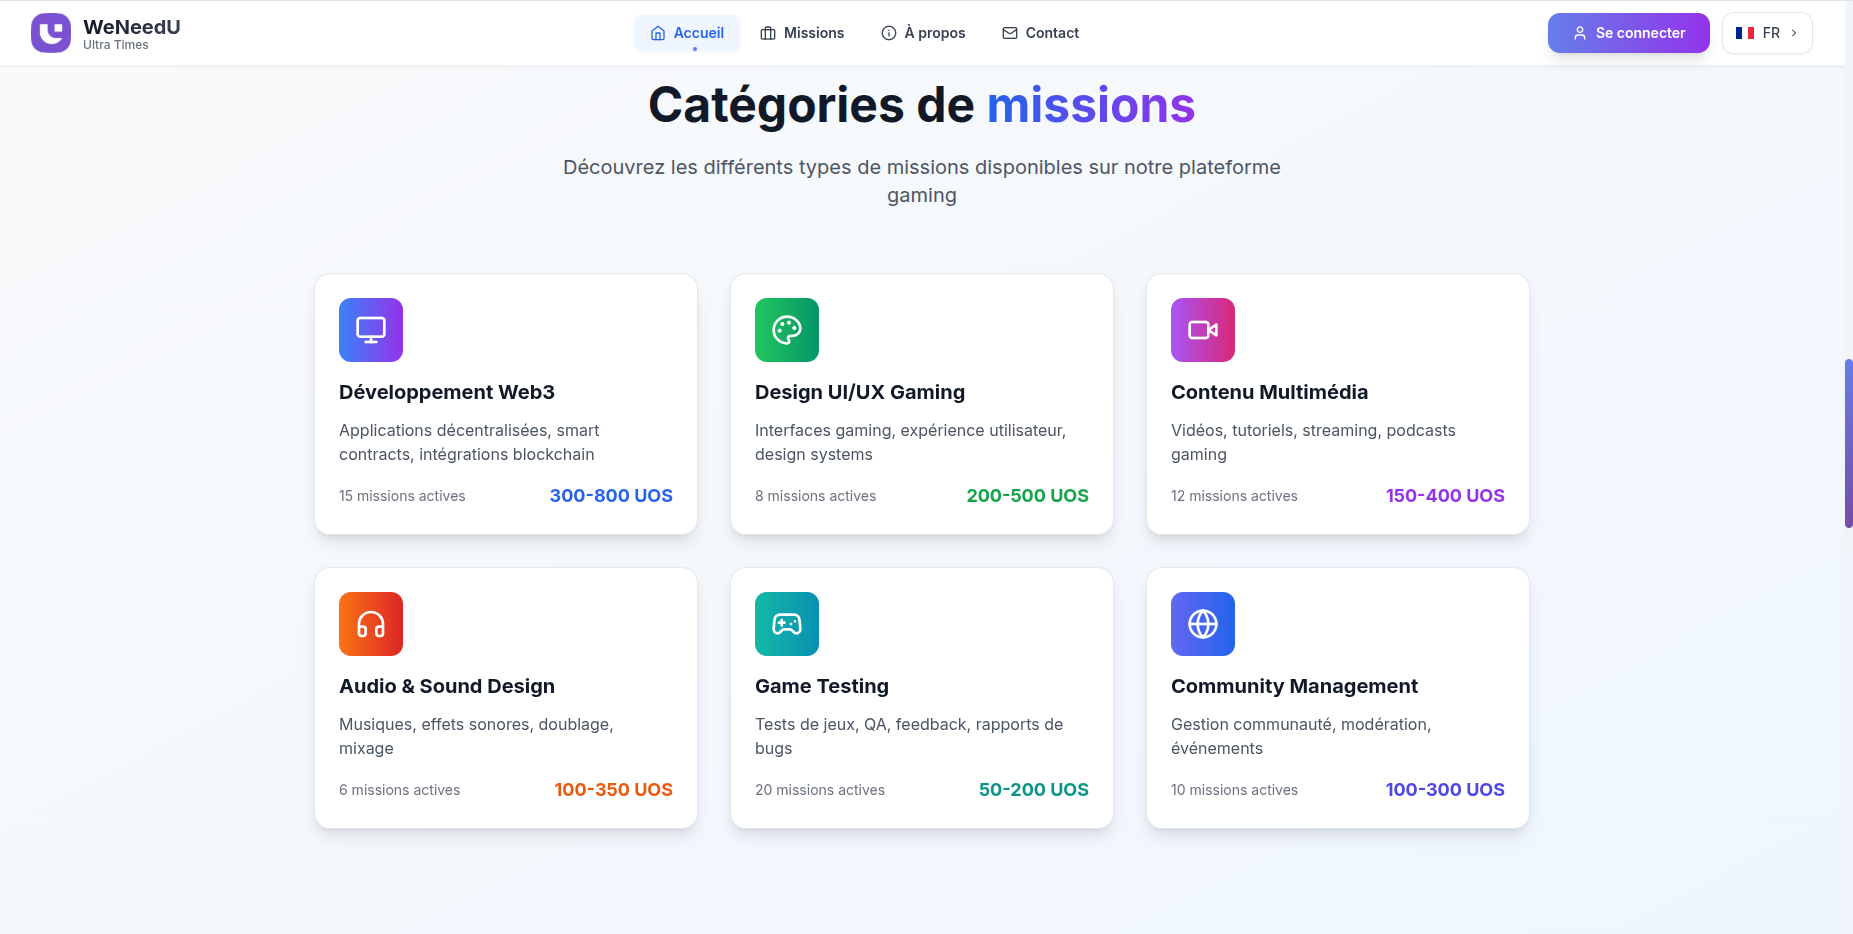 WeNeedU
Ultra Times
Accueil
Missions
À propos
Contact
Se connecter
FR
Catégories de missions
Découvrez les différents types de missions disponibles sur notre plateforme
gaming
Développement Web3
Applications décentralisées, smart
contracts, intégrations blockchain
15 missions actives
300-800 UOS
Design UI/UX Gaming
Interfaces gaming, expérience utilisateur,
design systems
8 missions actives
200-500 UOS
Contenu Multimédia
Vidéos, tutoriels, streaming, podcasts
gaming
12 missions actives
150-400 UOS
Audio & Sound Design
Musiques, effets sonores, doublage,
mixage
6 missions actives
100-350 UOS
Game Testing
Tests de jeux, QA, feedback, rapports de
bugs
20 missions actives
50-200 UOS
Community Management
Gestion communauté, modération,
événements
10 missions actives
100-300 UOS